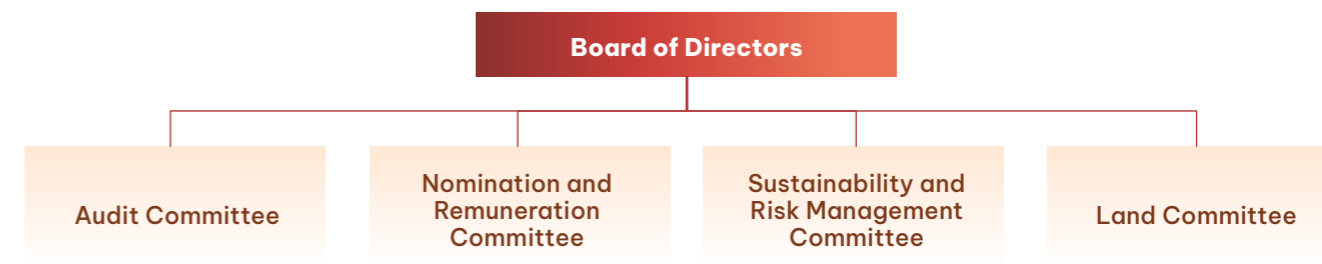 Board of Directors
Audit Committee
Nomination and
Remuneration
Committee
Sustainability and
Risk Management
Committee
Land Committee